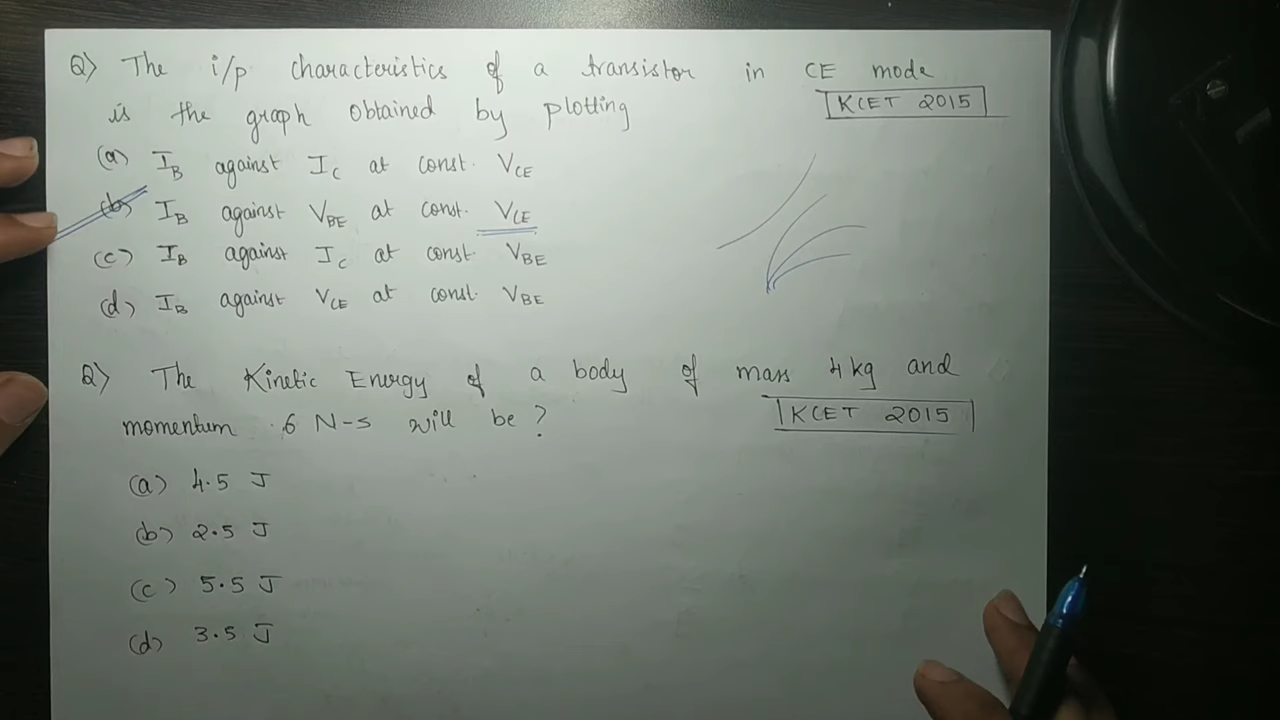 Q) The i/p characteristics of a transistor in CE mode
is the graph obtained by plotting
KCET 2015
(a) IB against IC at const. VCE
(b) IB against VBE at const. VCE
(c) IB against IC at const. VBE
(d) IB against VCE at const. VBE
Q) The Kinetic Energy of a body of mass 4 kg and
momentum 6 N-s will be ?
KCET 2015
(a) 4.5 J
(b) 2.5 J
(c) 5.5 J
(d) 3.5 J